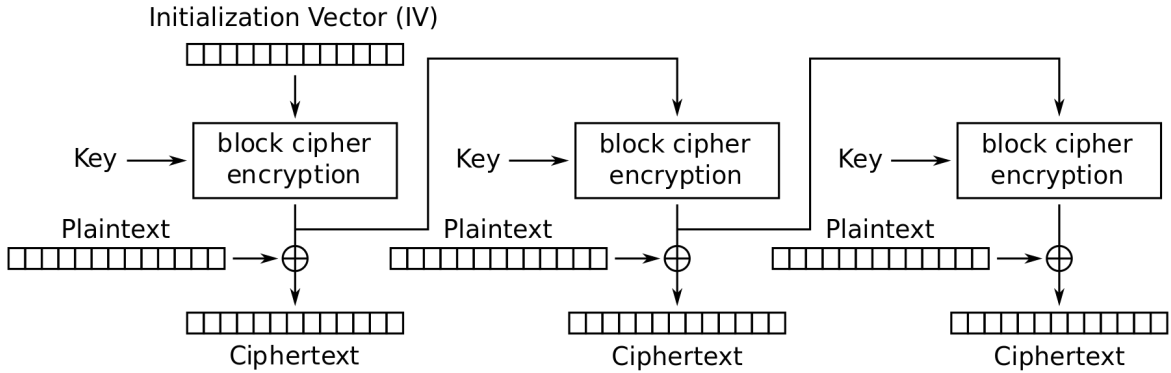 Initialization Vector (IV)
Key
block cipher
encryption
Key
block cipher
encryption
Key
block cipher
encryption
Plaintext
Plaintext
Plaintext
Ciphertext
Ciphertext
Ciphertext